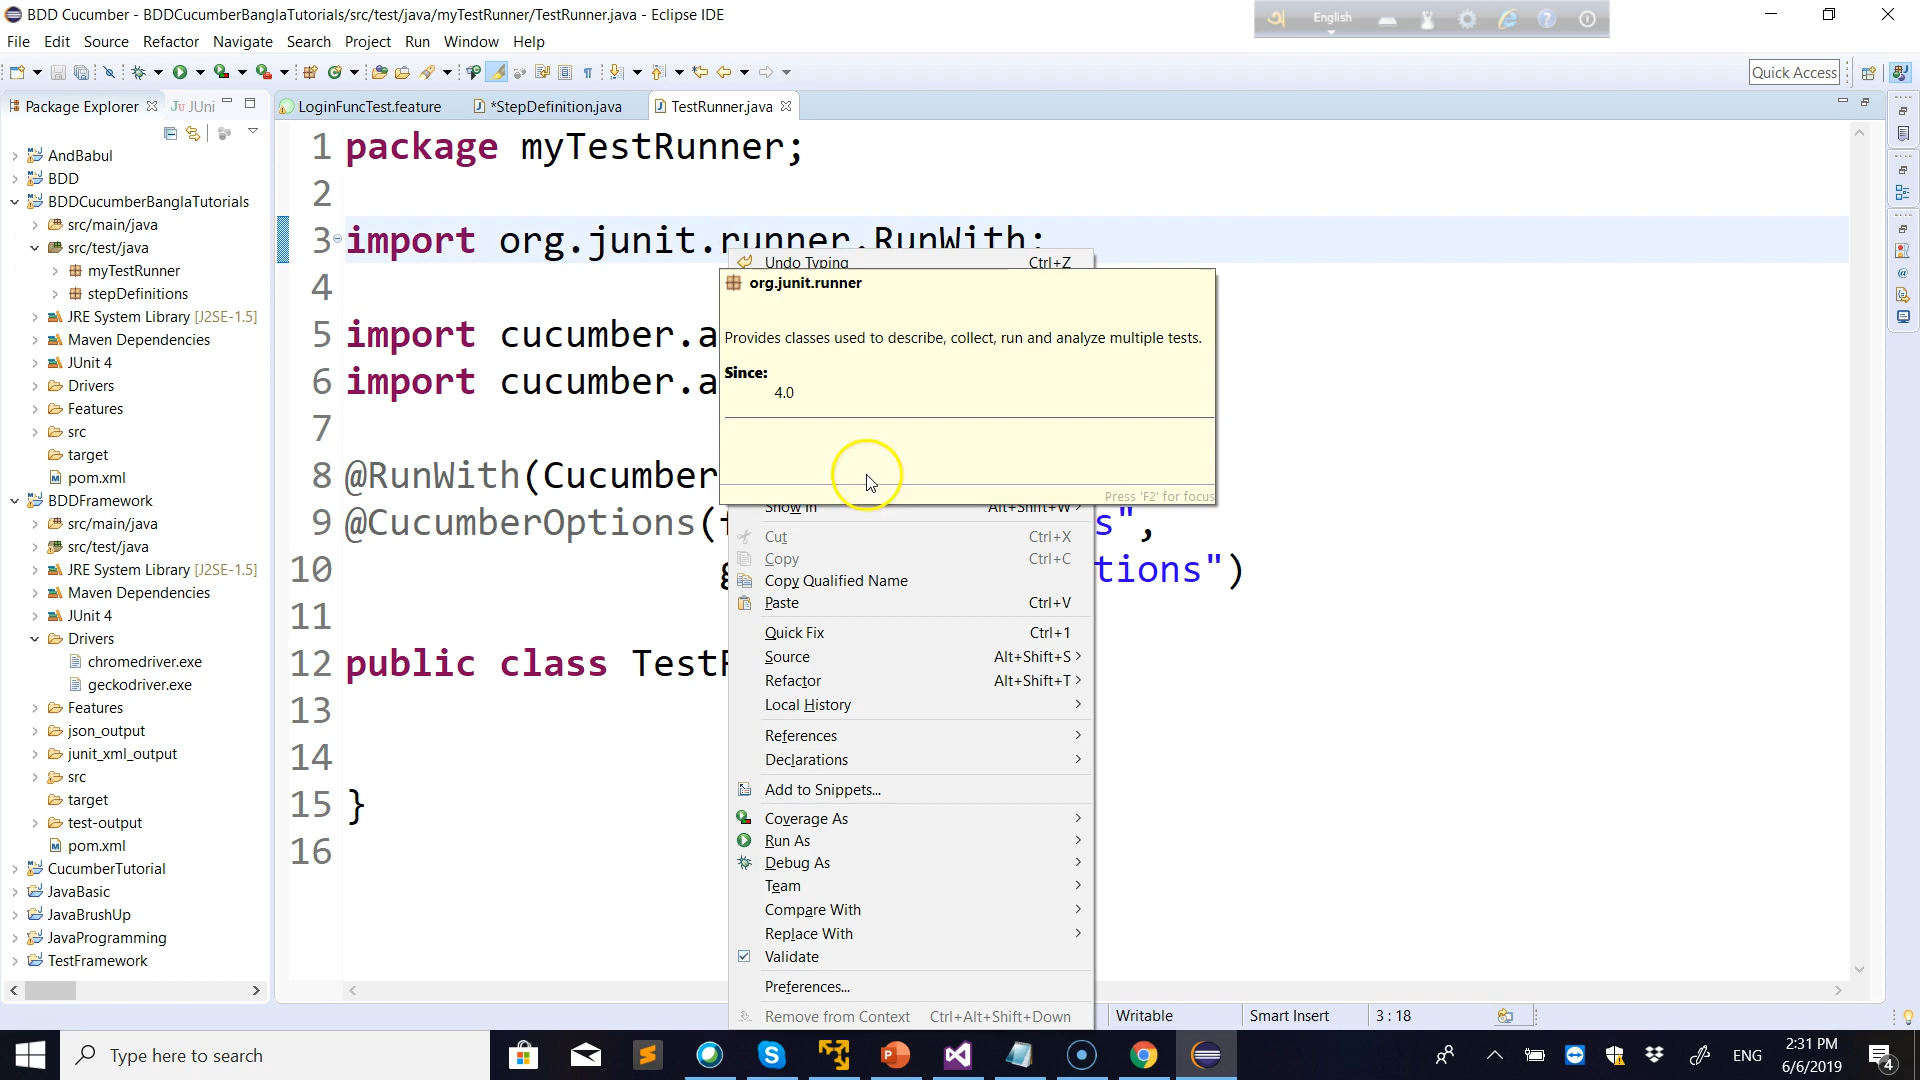 BDD Cucumber - BDDCucumberBanglaTutorials/src/test/java/myTestRunner/TestRunner.java - Eclipse IDE
English
File Edit Source Refactor Navigate Search Project Run Window Help
Quick Access
Package Explorer
JUni
LoginFuncTest.feature
*StepDefinition.java
TestRunner.java
AndBabul
BDD
BDDCucumberBanglaTutorials
src/main/java
src/test/java
myTestRunner
stepDefinitions
JRE System Library [J2SE-1.5]
Maven Dependencies
JUnit 4
Drivers
Features
src
target
pom.xml
BDDFramework
src/main/java
src/test/java
JRE System Library [J2SE-1.5]
Maven Dependencies
JUnit 4
Drivers
chromedriver.exe
geckodriver.exe
Features
json_output
junit_xml_output
src
target
test-output
pom.xml
CucumberTutorial
JavaBasic
JavaBrushUp
JavaProgramming
TestFramework
1 package myTestRunner;
2
3 import org.junit.runner.RunWith;
4
5 import cucumber.a
6 import cucumber.a
7
8 @RunWith(Cucumber
9 @CucumberOptions( s",
10 tions")
11
12 public class Test
13
14
15 }
16
Undo Typing Ctrl+Z
org.junit.runner
Provides classes used to describe, collect, run and analyze multiple tests.
Since:
4.0
Press 'F2' for focus
Show In Alt+Shift+W
Cut Ctrl+X
Copy Ctrl+C
Copy Qualified Name
Paste Ctrl+V
Quick Fix Ctrl+1
Source Alt+Shift+S
Refactor Alt+Shift+T
Local History
References
Declarations
Add to Snippets...
Coverage As
Run As
Debug As
Team
Compare With
Replace With
Validate
Preferences...
Remove from Context Ctrl+Alt+Shift+Down
Writable
Smart Insert
3 : 18
Type here to search
ENG
2:31 PM
6/6/2019
4